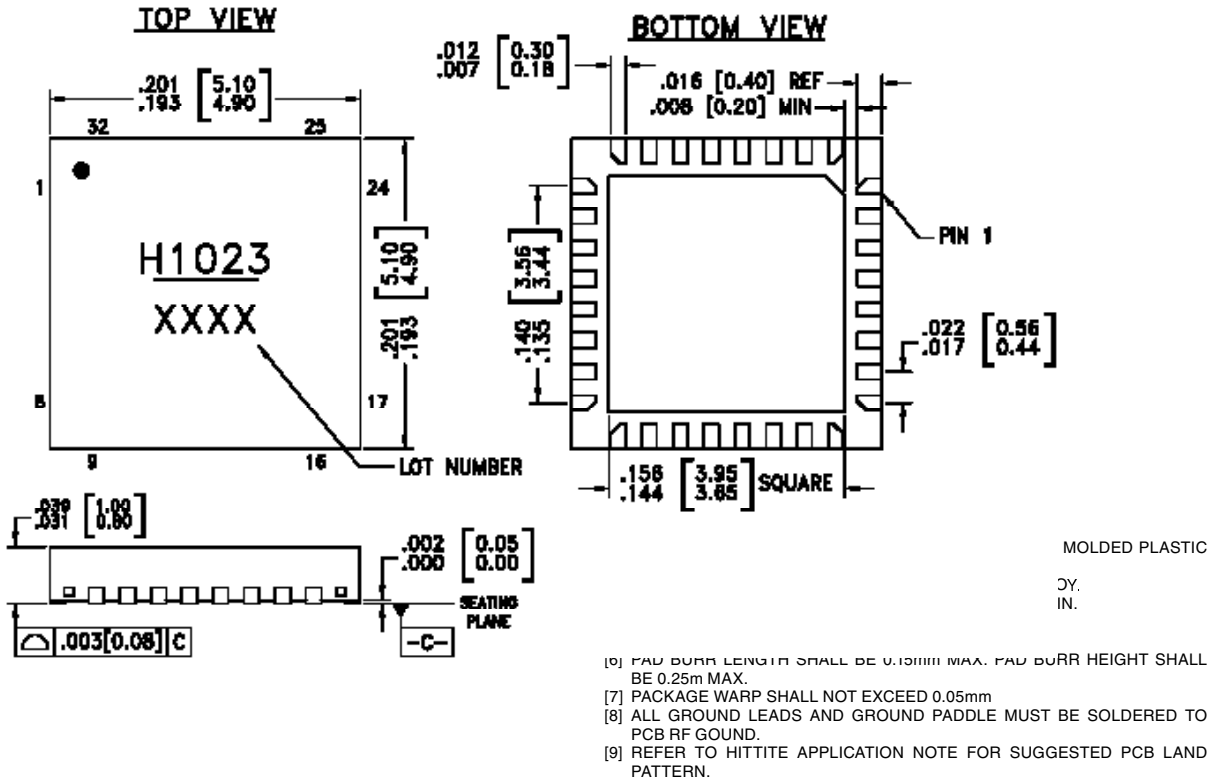 TOP VIEW
.201 [5.10]
.193 [4.90]
32 25
1 24
H1023
XXXX
.201 [5.10]
.193 [4.90]
8 17
9 16
LOT NUMBER
.039 [1.00]
.031 [0.80]
.002 [0.05]
.000 [0.00]
SEATING
PLANE
.003[0.08] C
-C-
BOTTOM VIEW
.012 [0.30]
.007 [0.18]
.016 [0.40] REF
.008 [0.20] MIN
PIN 1
.140 [3.56]
.135 [3.44]
.022 [0.56]
.017 [0.44]
.156 [3.95]
.144 [3.65] SQUARE
MOLDED PLASTIC
IN.
[6] PAD BURR LENGTH SHALL BE 0.15mm MAX. PAD BURR HEIGHT SHALL
BE 0.25m MAX.
[7] PACKAGE WARP SHALL NOT EXCEED 0.05mm
[8] ALL GROUND LEADS AND GROUND PADDLE MUST BE SOLDERED TO
PCB RF GOUND.
[9] REFER TO HITTITE APPLICATION NOTE FOR SUGGESTED PCB LAND
PATTERN.